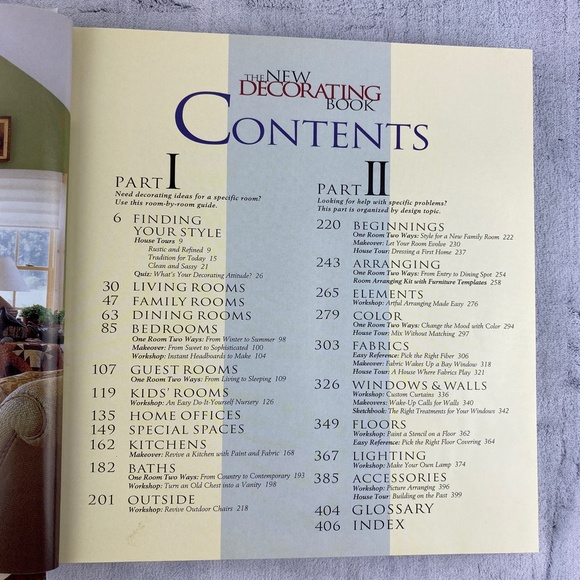 THE NEW
DECORATING
BOOK
CONTENTS
PART I
Need decorating ideas for a specific room?
Use this room-by-room guide.
6 FINDING
YOUR STYLE
House Tours 9
Rustic and Refined 9
Tradition for Today 15
Clean and Sassy 21
Quiz: What's Your Decorating Attitude? 26
30 LIVING ROOMS
47 FAMILY ROOMS
63 DINING ROOMS
85 BEDROOMS
One Room Two Ways: From Winter to Summer 98
Makeover: From Sweet to Sophisticated 100
Workshop: Instant Headboards to Make 104
107 GUEST ROOMS
One Room Two Ways: From Living to Sleeping 109
119 KIDS' ROOMS
Workshop: An Easy Do-It-Yourself Nursery 126
135 HOME OFFICES
149 SPECIAL SPACES
162 KITCHENS
Makeover: Revive a Kitchen with Paint and Fabric 168
182 BATHS
One Room Two Ways: From Country to Contemporary 193
Workshop: Turn an Old Chest into a Vanity 198
201 OUTSIDE
Workshop: Revive Outdoor Chairs 218
PART II
Looking for help with specific problems?
This part is organized by design topic.
220 BEGINNINGS
One Room Two Ways: Style for a New Family Room 222
Makeover: Let Your Room Evolve 230
House Tour: Dressing a First Home 237
243 ARRANGING
One Room Two Ways: From Entry to Dining Spot 254
Room Arranging Kit with Furniture Templates 258
265 ELEMENTS
Workshop: Artful Arranging Made Easy 276
279 COLOR
One Room Two Ways: Change the Mood with Color 294
House Tour: Mix Without Matching 297
303 FABRICS
Easy Reference: Pick the Right Fiber 306
Makeover: Fabric Wakes Up a Bay Window 318
House Tour: A House Where Fabrics Play 321
326 WINDOWS & WALLS
Workshop: Custom Curtains 336
Makeovers: Wake-Up Calls for Walls 340
Sketchbook: The Right Treatments for Your Windows 342
349 FLOORS
Workshop: Paint a Stencil on a Floor 362
Easy Reference: Pick the Right Floor Covering 364
367 LIGHTING
Workshop: Make Your Own Lamp 374
385 ACCESSORIES
Workshop: Picture Arranging 396
House Tour: Building on the Past 399
404 GLOSSARY
406 INDEX